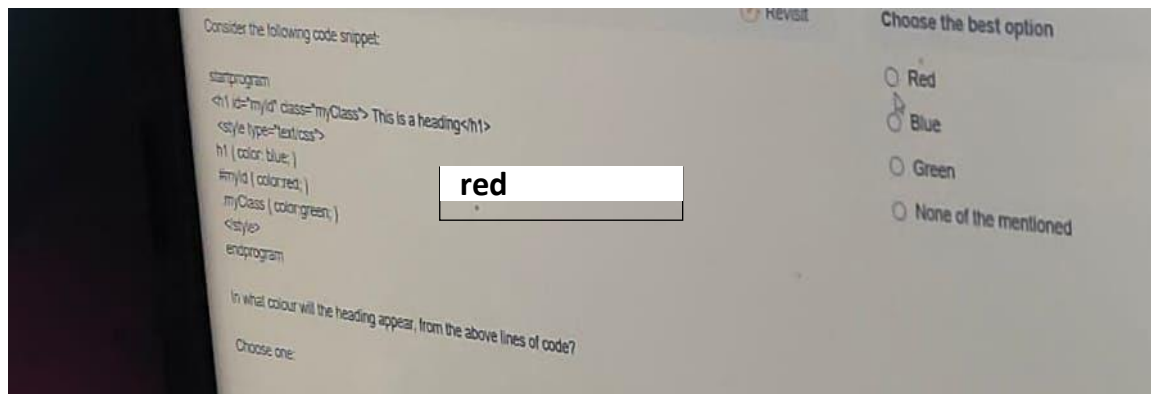 Consider the following code snippet:
startprogram
<h1 id="myId" class="myClass"> This is a heading</h1>
<style type="text/css">
h1 { color: blue; }
#myId { color:red; }
.myClass { color:green; }
</style>
endprogram
In what colour will the heading appear, from the above lines of code?
Choose one:
red
Revisit
Choose the best option
Red
Blue
Green
None of the mentioned